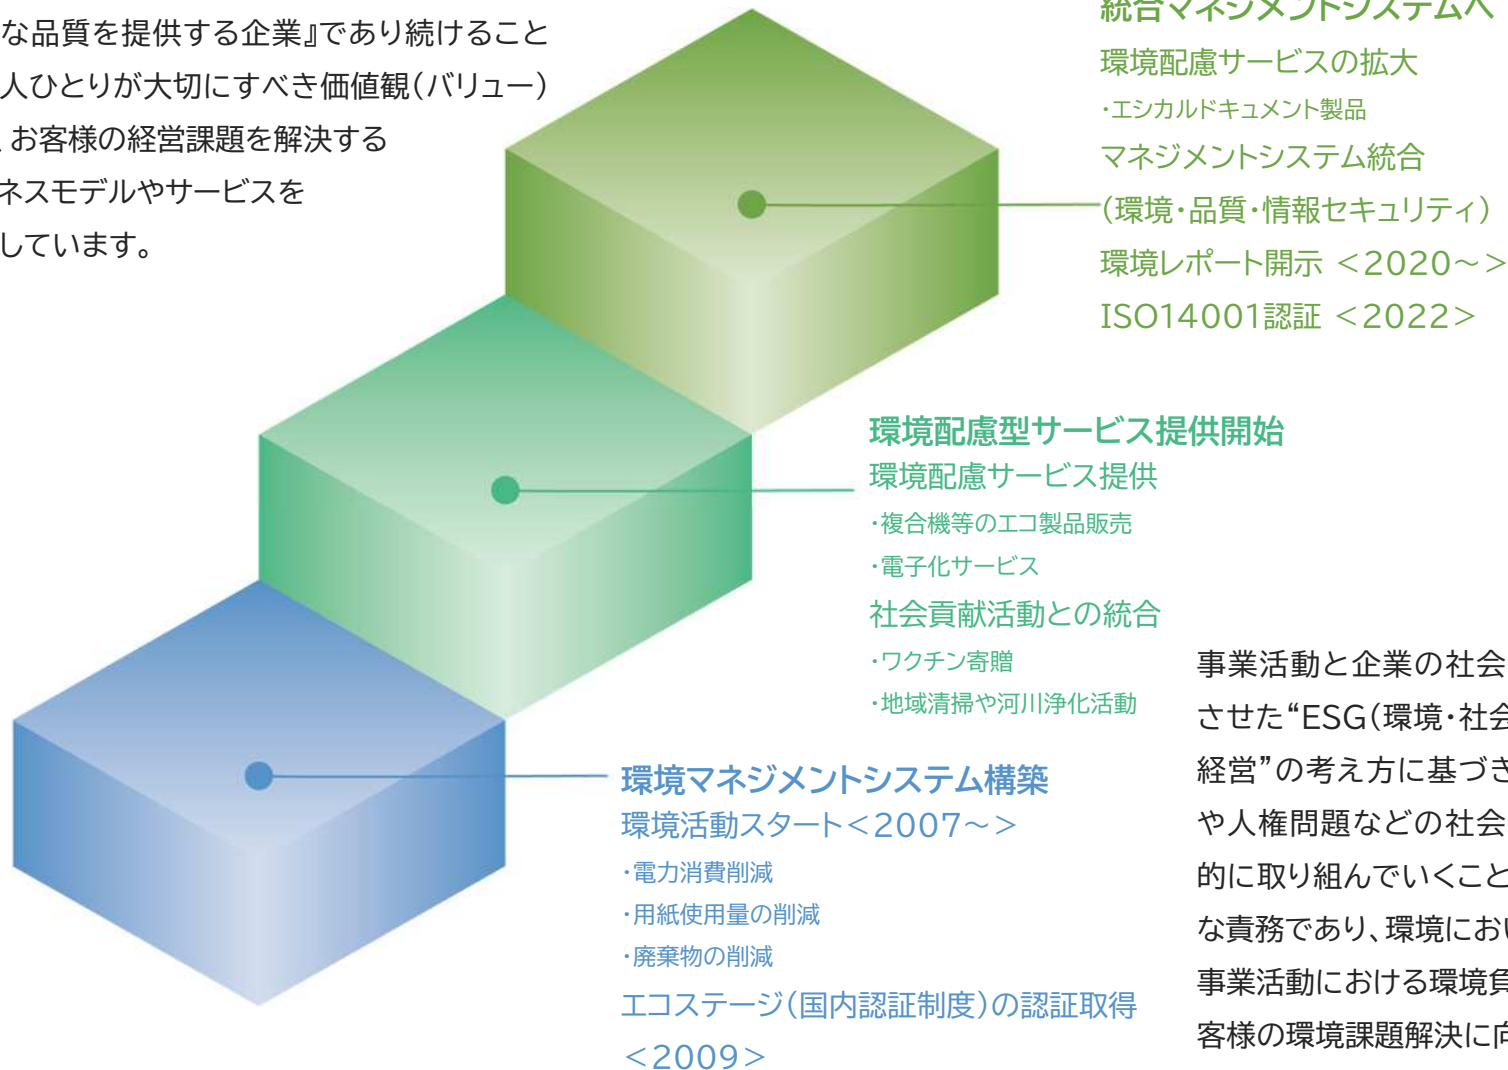 な品質を提供する企業』であり続けること
人ひとりが大切にすべき価値観(バリュー)
、お客様の経営課題を解決する
ネスモデルやサービスを
しています。
統合マネジメントシステムへ
環境配慮サービスの拡大
・エシカルドキュメント製品
マネジメントシステム統合
(環境・品質・情報セキュリティ)
環境レポート開示 <2020〜>
ISO14001認証 <2022>
環境配慮型サービス提供開始
環境配慮サービス提供
・複合機等のエコ製品販売
・電子化サービス
社会貢献活動との統合
・ワクチン寄贈
・地域清掃や河川浄化活動
環境マネジメントシステム構築
環境活動スタート<2007〜>
・電力消費削減
・用紙使用量の削減
・廃棄物の削減
エコステージ(国内認証制度)の認証取得
<2009>
事業活動と企業の社会
させた“ESG(環境・社会
経営”の考え方に基づき
や人権問題などの社会
的に取り組んでいくこと
な責務であり、環境におい
事業活動における環境負
客様の環境課題解決に向